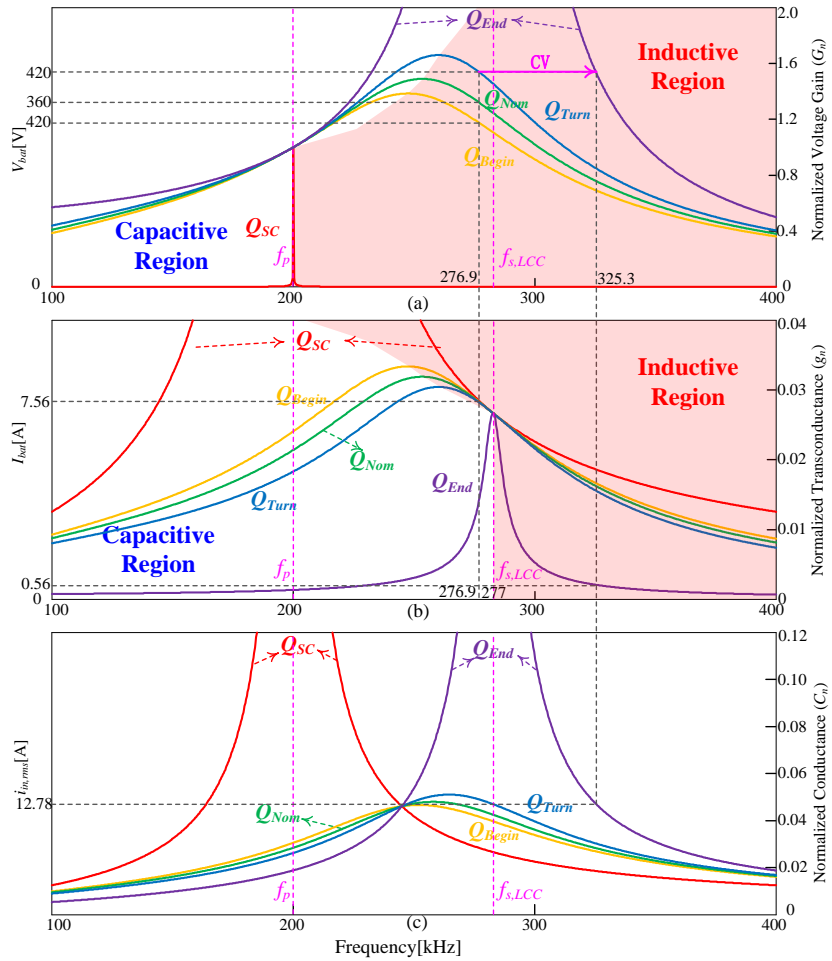 2.0
Q_End
Inductive
Region
1.6
420
CV
360
Q_Nom
Q_Turn
1.2
420
V_bat[V]
Q_Begin
Normalized Voltage Gain (G_n)
0.8
Capacitive
Region
Q_SC
f_p
f_s,LCC
0.4
276.9
325.3
0
0
100
200
(a)
300
400
0.04
Q_SC
Inductive
Region
Q_Begin
0.03
7.56
I_bat[A]
Q_Nom
Q_End
Normalized Transconductance (g_n)
0.02
Q_Turn
Capacitive
Region
0.01
f_p
f_s,LCC
0.56
276.9
277
0
0
100
200
(b)
300
400
0.12
Q_SC
Q_End
0.10
0.08
i_in,rms[A]
Normalized Conductance (C_n)
0.06
12.78
Q_Nom
Q_Turn
0.04
Q_Begin
0.02
f_p
f_s,LCC
0
100
200
(c)
300
400
Frequency[kHz]